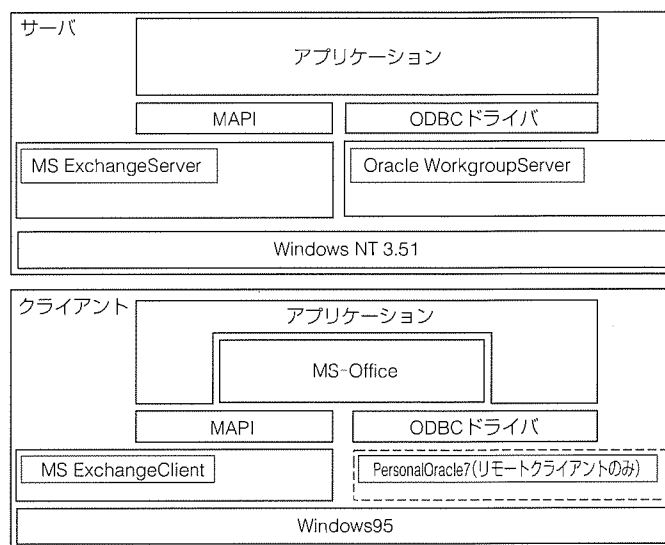 サーバ
アプリケーション
MAPI
ODBCドライバ
MS ExchangeServer
Oracle WorkgroupServer
Windows NT 3.51
クライアント
アプリケーション
MS-Office
MAPI
ODBCドライバ
MS ExchangeClient
PersonalOracle7(リモートクライアントのみ)
Windows95